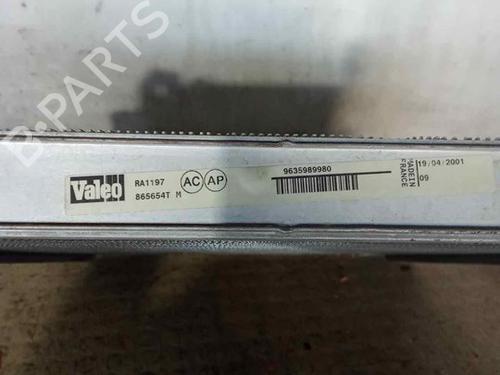 B-PARTS
Valeo
RA1197
865654T M
AC AP
9635989980
MADE IN
FRANCE
19/04/2001
09